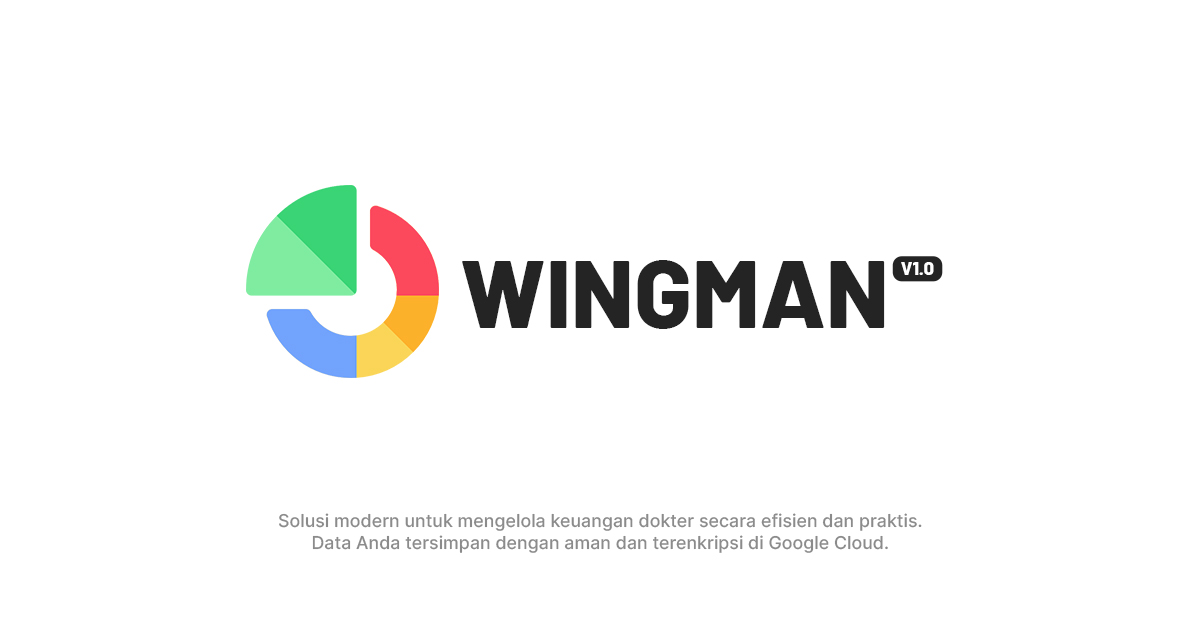 WINGMAN V1.0
Solusi modern untuk mengelola keuangan dokter secara efisien dan praktis.
Data Anda tersimpan dengan aman dan terenkripsi di Google Cloud.